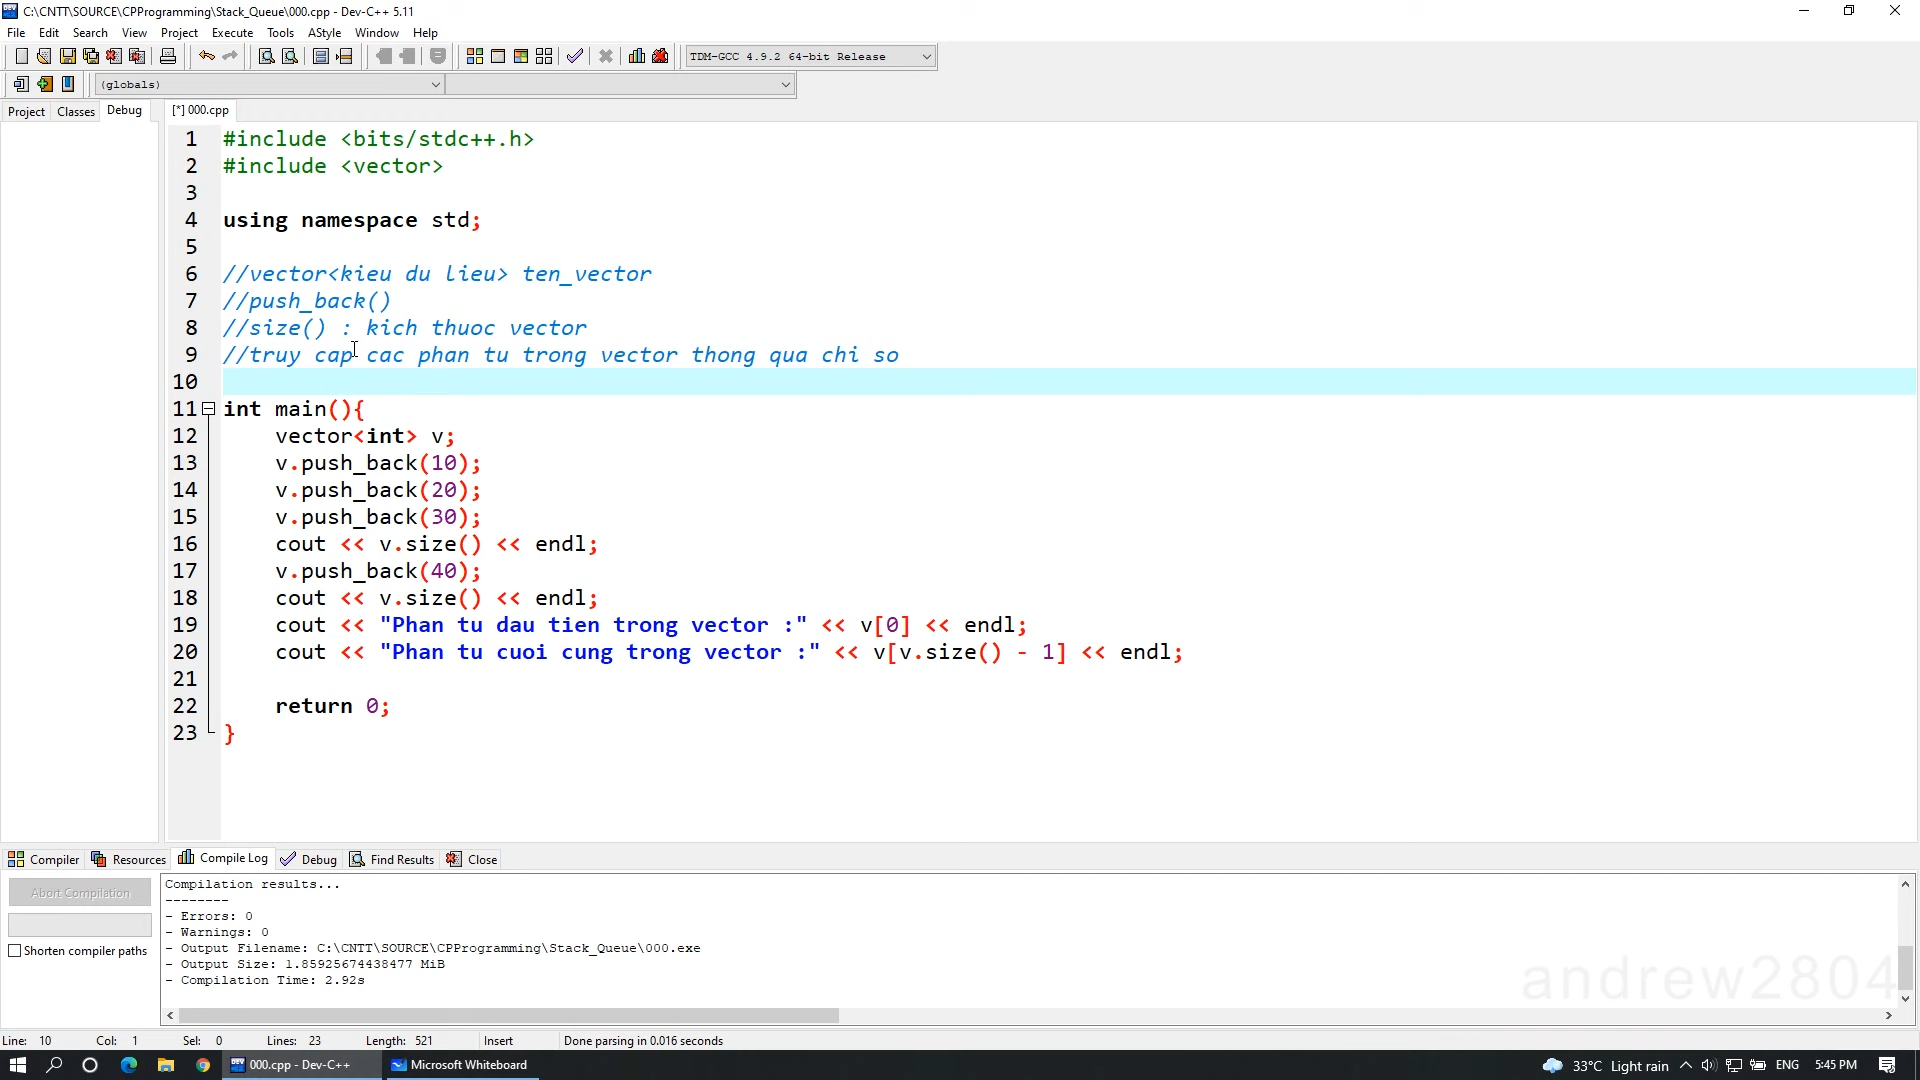 C:\CNTT\SOURCE\CPProgramming\Stack_Queue\000.cpp - Dev-C++ 5.11
File Edit Search View Project Execute Tools AStyle Window Help
TDM-GCC 4.9.2 64-bit Release
(globals)
Project Classes Debug [*] 000.cpp
1 #include <bits/stdc++.h>
2 #include <vector>
3
4 using namespace std;
5
6 //vector<kieu du lieu> ten_vector
7 //push_back()
8 //size() : kich thuoc vector
9 //truy cap cac phan tu trong vector thong qua chi so
10
11 int main(){
12 vector<int> v;
13 v.push_back(10);
14 v.push_back(20);
15 v.push_back(30);
16 cout << v.size() << endl;
17 v.push_back(40);
18 cout << v.size() << endl;
19 cout << "Phan tu dau tien trong vector :" << v[0] << endl;
20 cout << "Phan tu cuoi cung trong vector :" << v[v.size() - 1] << endl;
21
22 return 0;
23 }
Compiler Resources Compile Log Debug Find Results Close
Abort Compilation
Shorten compiler paths
Compilation results...
--------
- Errors: 0
- Warnings: 0
- Output Filename: C:\CNTT\SOURCE\CPProgramming\Stack_Queue\000.exe
- Output Size: 1.85925674438477 MiB
- Compilation Time: 2.92s
andrew2804
Line: 10 Col: 1 Sel: 0 Lines: 23 Length: 521 Insert Done parsing in 0.016 seconds
000.cpp - Dev-C++ Microsoft Whiteboard 33°C Light rain ENG 5:45 PM